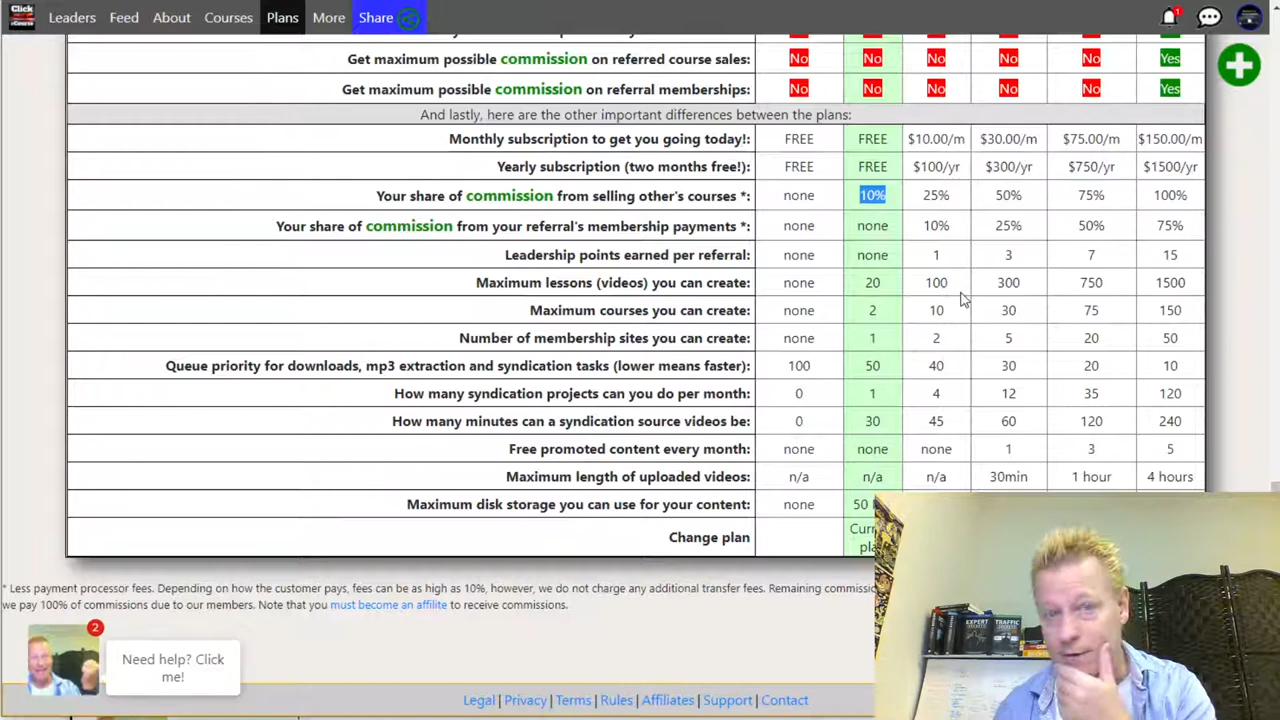 Click
eCourse
Leaders Feed About Courses Plans More Share
1
Get maximum possible commission on referred course sales: No No No No No Yes
Get maximum possible commission on referral memberships: No No No No No Yes
And lastly, here are the other important differences between the plans:
Monthly subscription to get you going today!: FREE FREE $10.00/m $30.00/m $75.00/m $150.00/m
Yearly subscription (two months free!): FREE FREE $100/yr $300/yr $750/yr $1500/yr
Your share of commission from selling other's courses *: none 10% 25% 50% 75% 100%
Your share of commission from your referral's membership payments *: none none 10% 25% 50% 75%
Leadership points earned per referral: none none 1 3 7 15
Maximum lessons (videos) you can create: none 20 100 300 750 1500
Maximum courses you can create: none 2 10 30 75 150
Number of membership sites you can create: none 1 2 5 20 50
Queue priority for downloads, mp3 extraction and syndication tasks (lower means faster): 100 50 40 30 20 10
How many syndication projects can you do per month: 0 1 4 12 35 120
How many minutes can a syndication source videos be: 0 30 45 60 120 240
Free promoted content every month: none none none 1 3 5
Maximum length of uploaded videos: n/a n/a n/a 30min 1 hour 4 hours
Maximum disk storage you can use for your content: none 50
Change plan
* Less payment processor fees. Depending on how the customer pays, fees can be as high as 10%, however, we do not charge any additional transfer fees. Remaining
we pay 100% of commissions due to our members. Note that you must become an affilite to receive commissions.
2
Need help? Click
me!
EXPERT
SECRETS
TRAFFIC
SECRETS
Legal | Privacy | Terms | Rules | Affiliates | Support | Contact